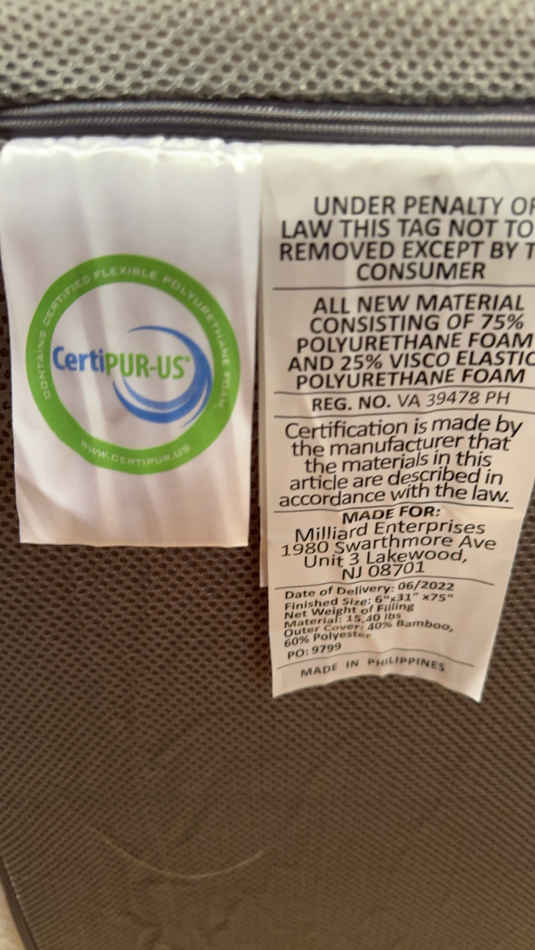 CONTAINS CERTIFIED FLEXIBLE POLYURETHANE FOAM
CertiPUR-US®
WWW.CERTIPUR.US
UNDER PENALTY OF
LAW THIS TAG NOT TO
REMOVED EXCEPT BY T
CONSUMER
ALL NEW MATERIAL
CONSISTING OF 75%
POLYURETHANE FOAM
AND 25% VISCO ELASTIC
POLYURETHANE FOAM
REG. NO. VA 39478 PH
Certification is made by
the manufacturer that
the materials in this
article are described in
accordance with the law.
MADE FOR:
Milliard Enterprises
1980 Swarthmore Ave
Unit 3 Lakewood,
NJ 08701
Date of Delivery: 06/2022
Finished Size: 6"x31" x75"
Net Weight of Filling
Material: 15.40 lbs
Outer Cover: 40% Bamboo,
60% Polyester
PO: 9799
MADE IN PHILIPPINES